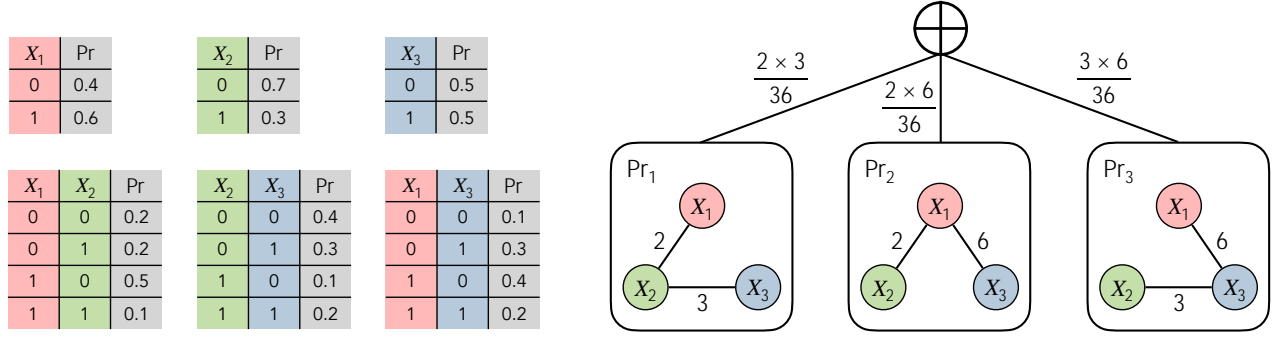 X₁ Pr
0 0.4
1 0.6
X₂ Pr
0 0.7
1 0.3
X₃ Pr
0 0.5
1 0.5
X₁ X₂ Pr
0 0 0.2
0 1 0.2
1 0 0.5
1 1 0.1
X₂ X₃ Pr
0 0 0.4
0 1 0.3
1 0 0.1
1 1 0.2
X₁ X₃ Pr
0 0 0.1
0 1 0.3
1 0 0.4
1 1 0.2
2 × 3
36
2 × 6
36
3 × 6
36
Pr₁
X₁
2
X₂
3
X₃
Pr₂
X₁
2
6
X₂
X₃
Pr₃
X₁
6
X₂
3
X₃